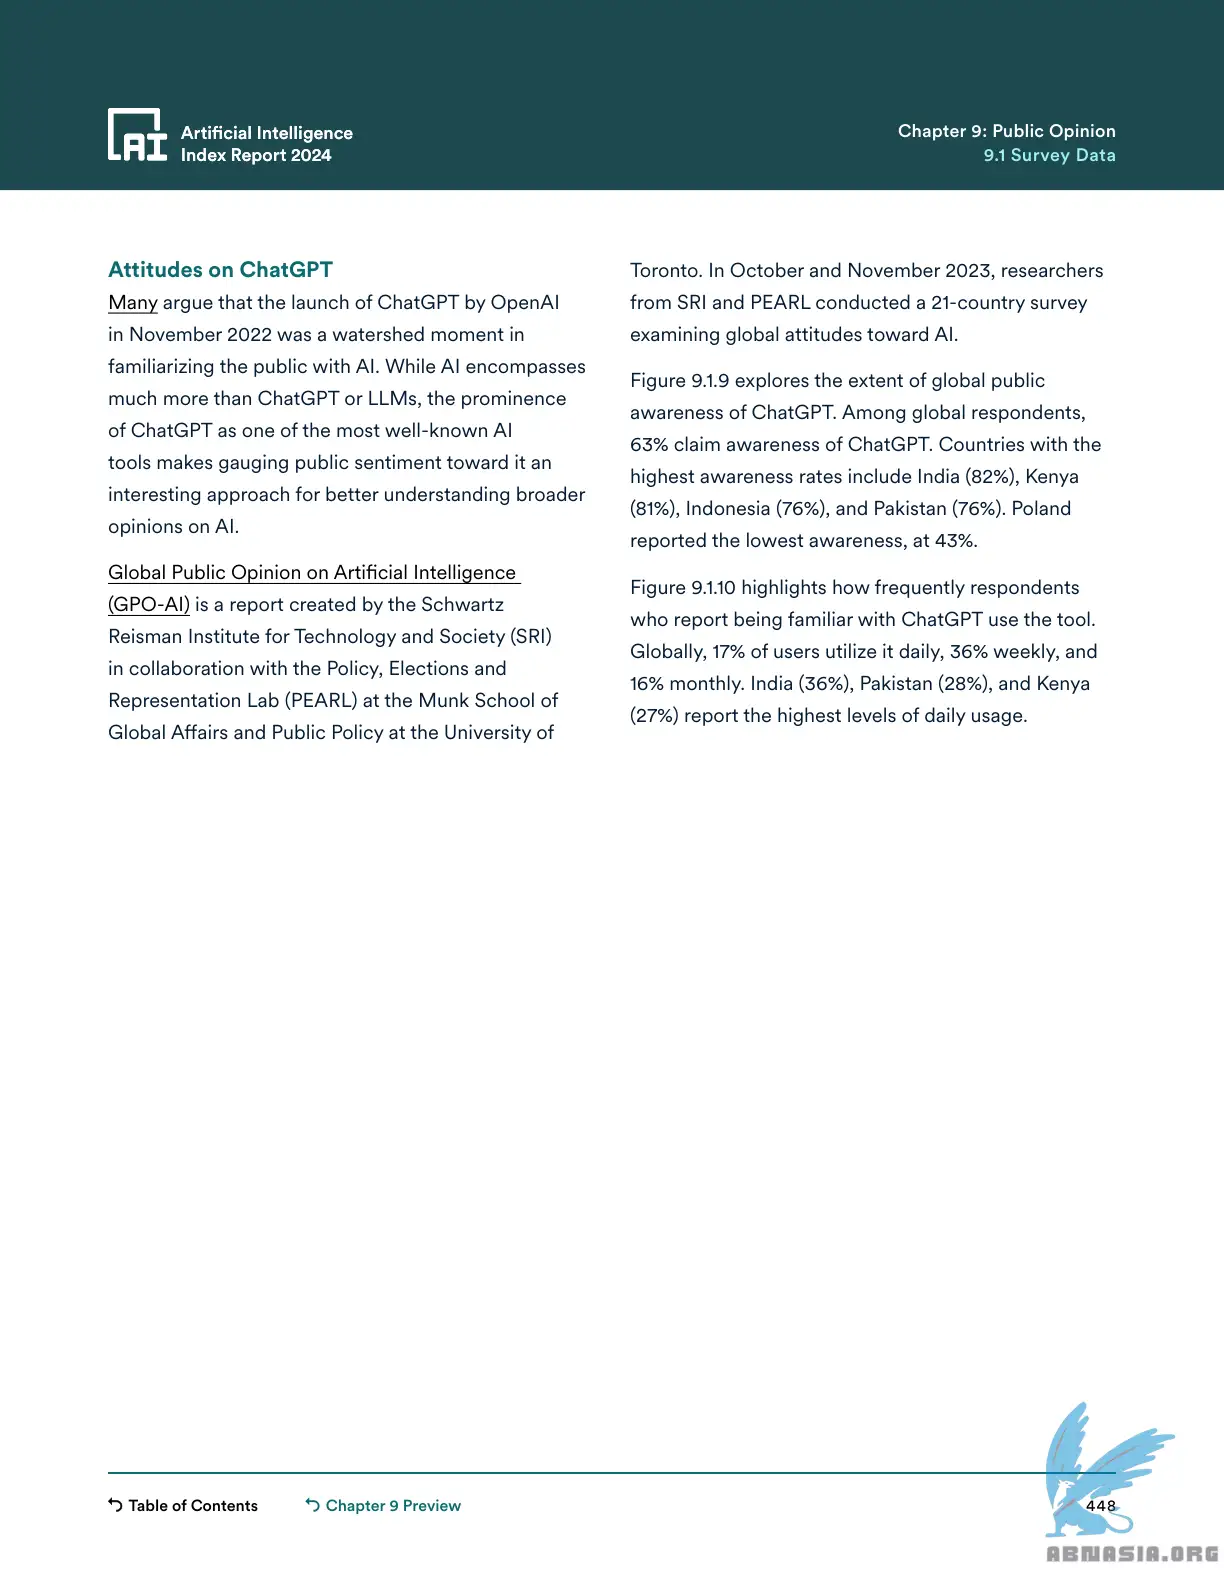 AI
Artificial Intelligence
Index Report 2024
Chapter 9: Public Opinion
9.1 Survey Data
Attitudes on ChatGPT
Many argue that the launch of ChatGPT by OpenAI
in November 2022 was a watershed moment in
familiarizing the public with AI. While AI encompasses
much more than ChatGPT or LLMs, the prominence
of ChatGPT as one of the most well-known AI
tools makes gauging public sentiment toward it an
interesting approach for better understanding broader
opinions on AI.
Global Public Opinion on Artificial Intelligence
(GPO-AI) is a report created by the Schwartz
Reisman Institute for Technology and Society (SRI)
in collaboration with the Policy, Elections and
Representation Lab (PEARL) at the Munk School of
Global Affairs and Public Policy at the University of
Toronto. In October and November 2023, researchers
from SRI and PEARL conducted a 21-country survey
examining global attitudes toward AI.
Figure 9.1.9 explores the extent of global public
awareness of ChatGPT. Among global respondents,
63% claim awareness of ChatGPT. Countries with the
highest awareness rates include India (82%), Kenya
(81%), Indonesia (76%), and Pakistan (76%). Poland
reported the lowest awareness, at 43%.
Figure 9.1.10 highlights how frequently respondents
who report being familiar with ChatGPT use the tool.
Globally, 17% of users utilize it daily, 36% weekly, and
16% monthly. India (36%), Pakistan (28%), and Kenya
(27%) report the highest levels of daily usage.
Table of Contents
Chapter 9 Preview
448
ABNASIA.ORG